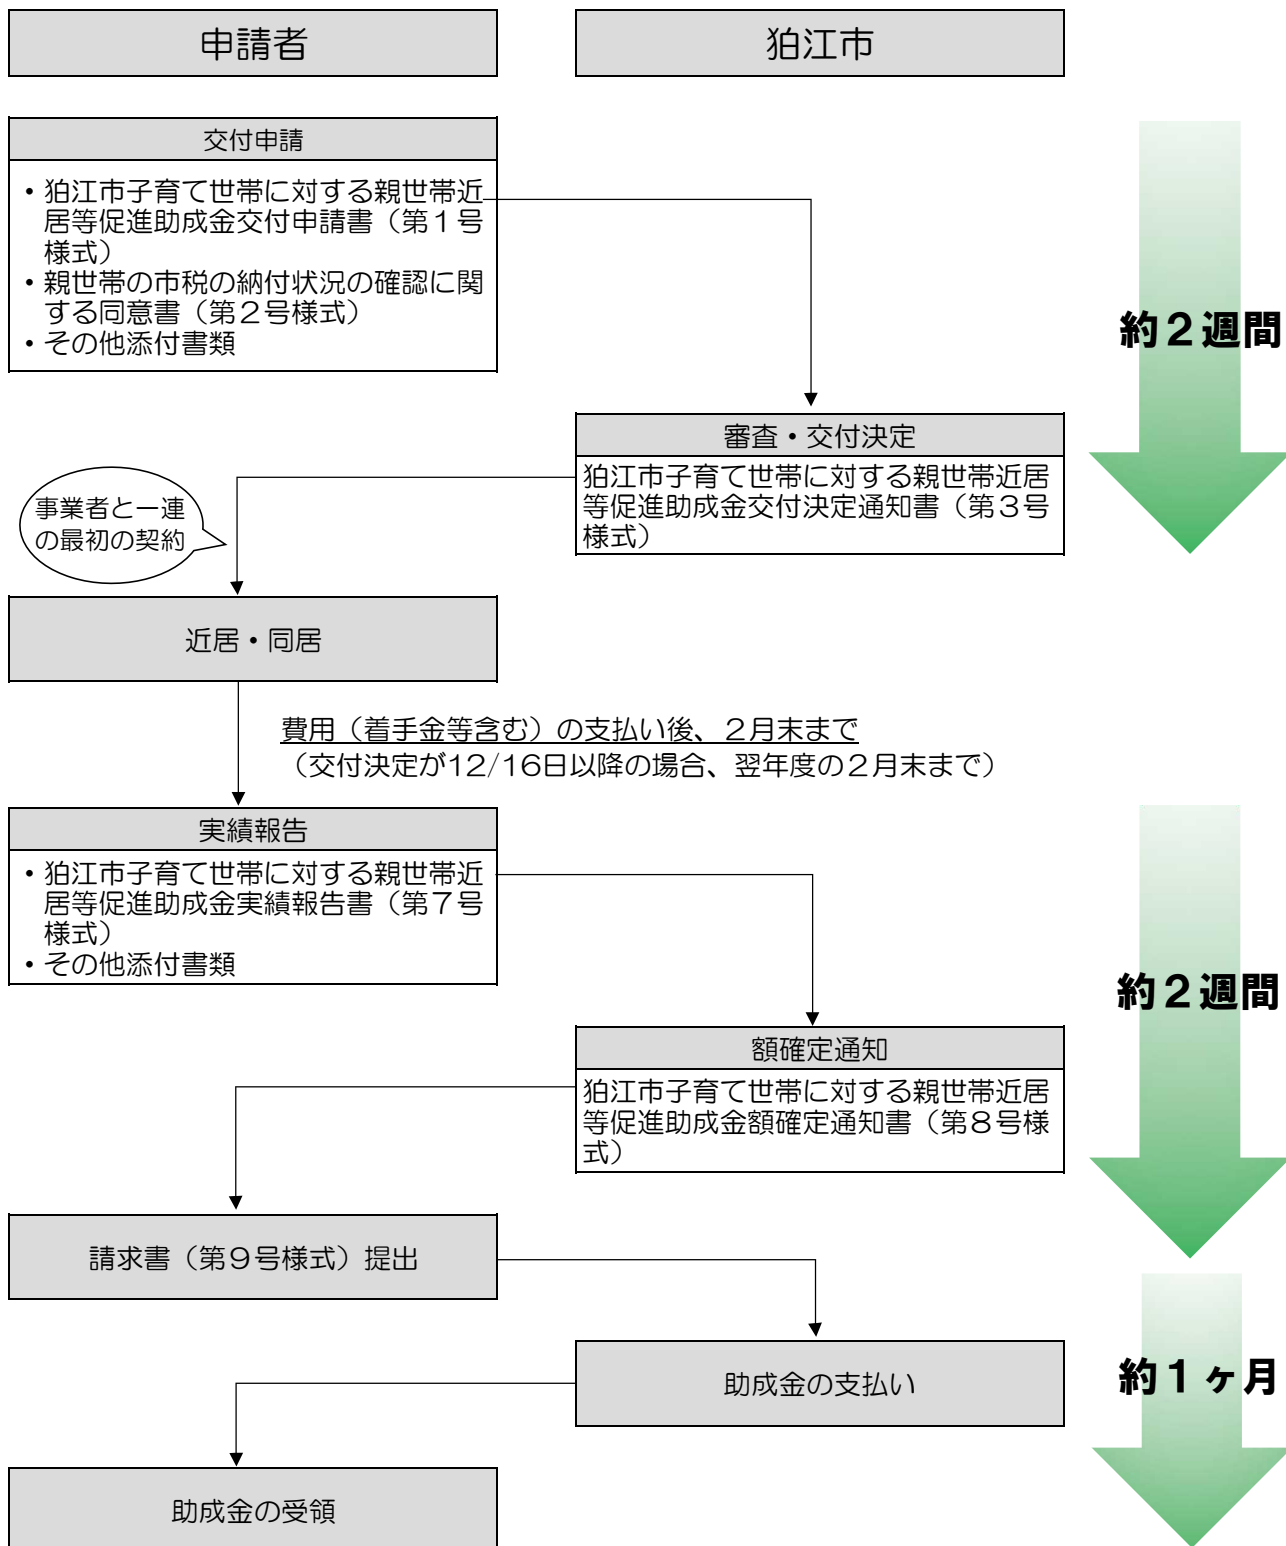 申請者
狛江市
交付申請
・狛江市子育て世帯に対する親世帯近
居等促進助成金交付申請書（第１号
様式）
・親世帯の市税の納付状況の確認に関
する同意書（第２号様式）
・その他添付書類
約２週間
審査・交付決定
狛江市子育て世帯に対する親世帯近居
等促進助成金交付決定通知書（第３号
様式）
事業者と一連
の最初の契約
近居・同居
費用（着手金等含む）の支払い後、２月末まで
（交付決定が12/16日以降の場合、翌年度の２月末まで）
実績報告
・狛江市子育て世帯に対する親世帯近
居等促進助成金実績報告書（第７号
様式）
・その他添付書類
約２週間
額確定通知
狛江市子育て世帯に対する親世帯近居
等促進助成金額確定通知書（第８号様
式）
請求書（第９号様式）提出
助成金の支払い
約１ヶ月
助成金の受領